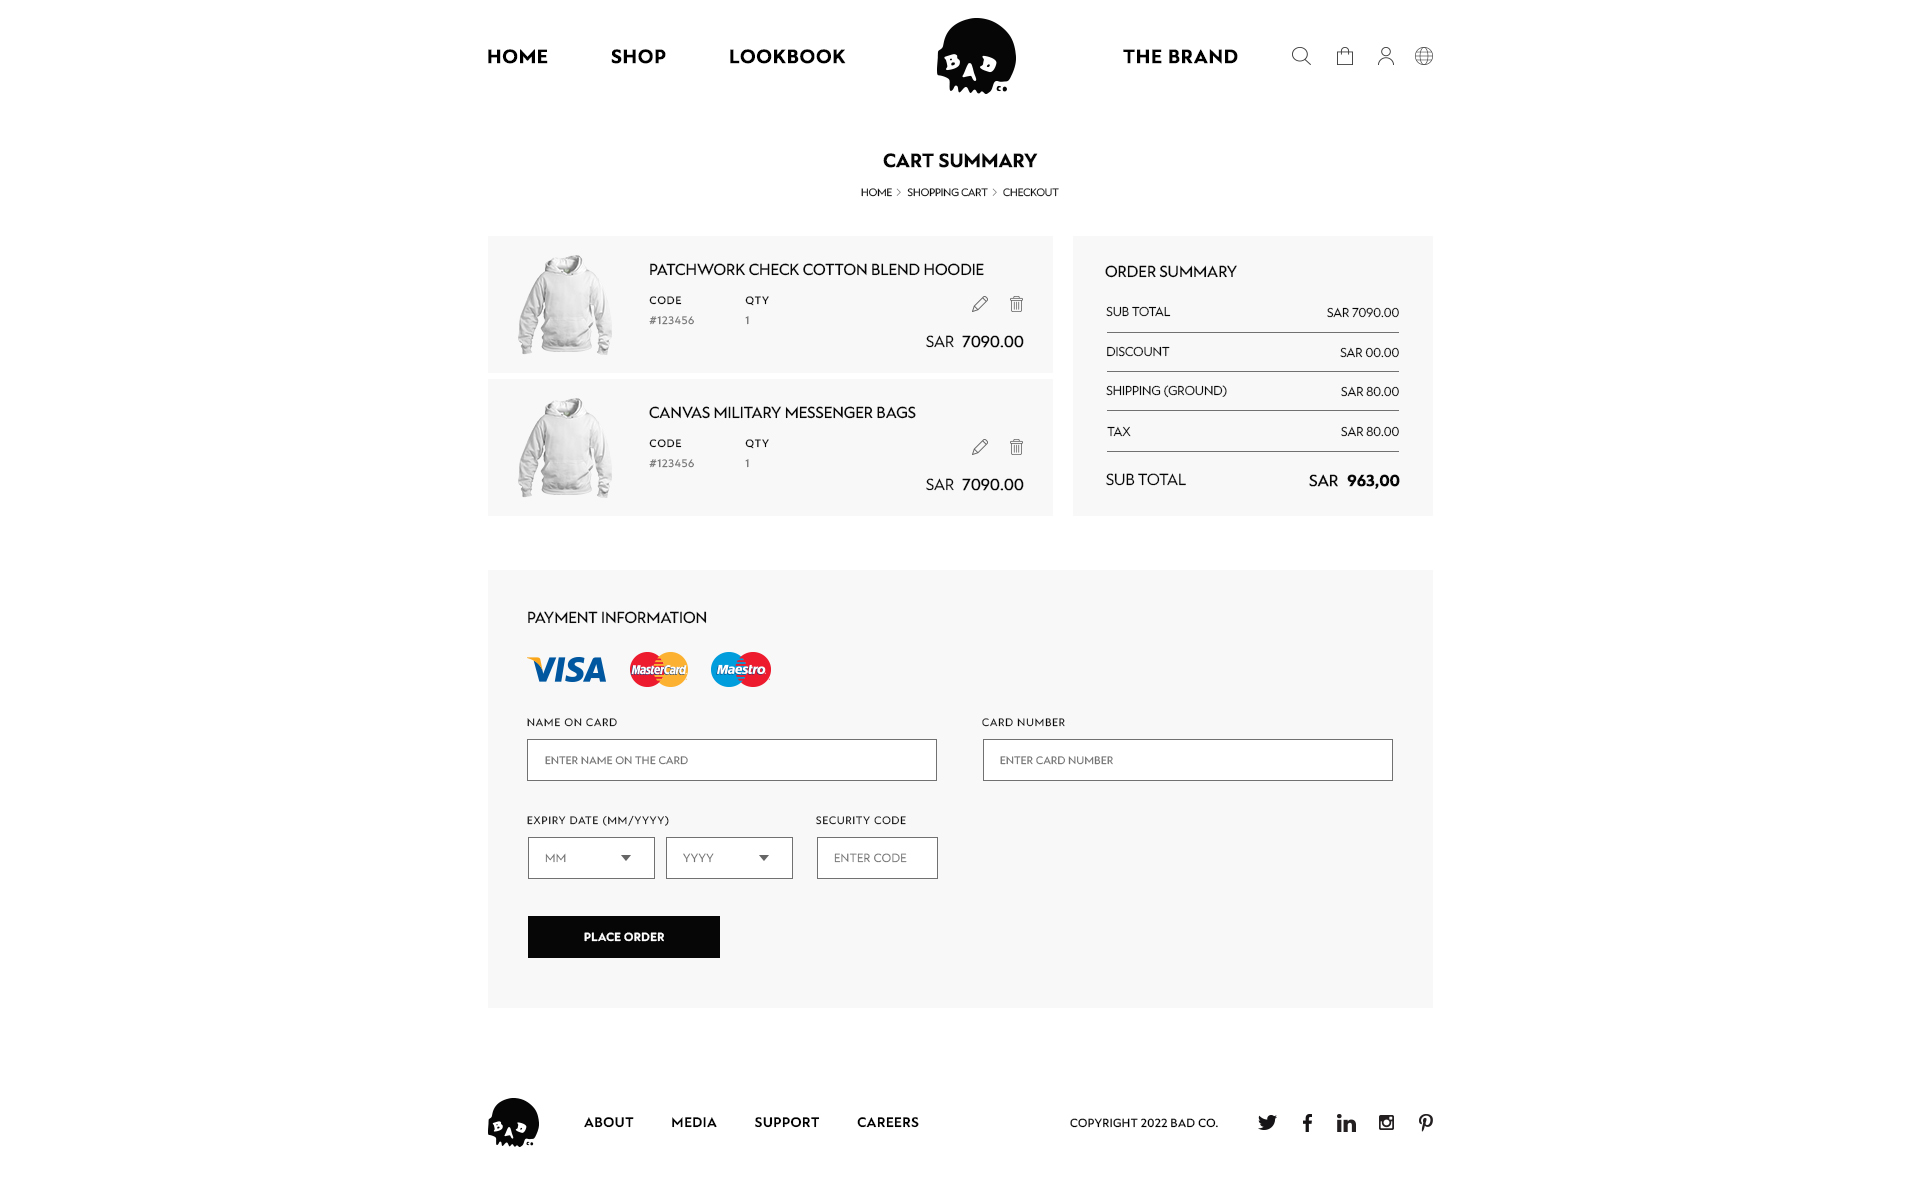 HOME
SHOP
LOOKBOOK
BAD
CO
THE BRAND
CART SUMMARY
HOME > SHOPPING CART > CHECKOUT
PATCHWORK CHECK COTTON BLEND HOODIE
CODE QTY
#123456 1
SAR 7090.00
CANVAS MILITARY MESSENGER BAGS
CODE QTY
#123456 1
SAR 7090.00
ORDER SUMMARY
SUB TOTAL SAR 7090.00
DISCOUNT SAR 00.00
SHIPPING (GROUND) SAR 80.00
TAX SAR 80.00
SUB TOTAL SAR 963,00
PAYMENT INFORMATION
VISA MasterCard Maestro
NAME ON CARD
ENTER NAME ON THE CARD
CARD NUMBER
ENTER CARD NUMBER
EXPIRY DATE (MM/YYYY)
MM YYYY
SECURITY CODE
ENTER CODE
PLACE ORDER
BAD
CO
ABOUT MEDIA SUPPORT CAREERS
COPYRIGHT 2022 BAD CO.